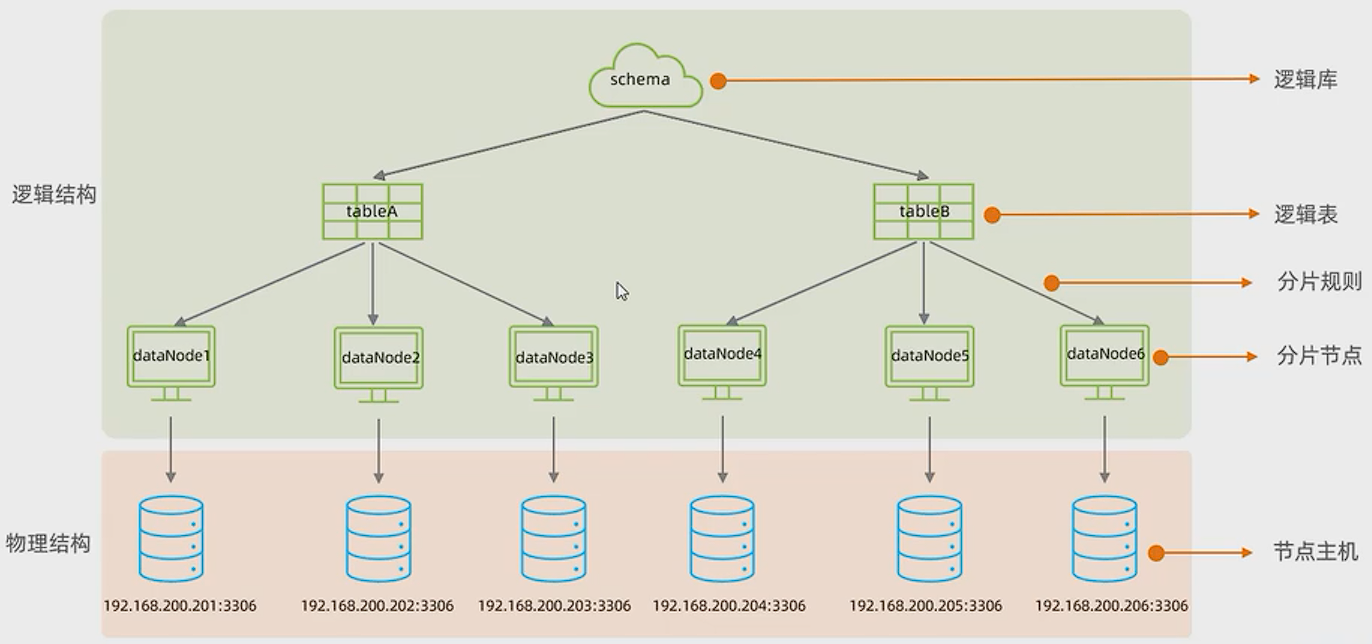 schema
逻辑库
逻辑结构
tableA
tableB
逻辑表
分片规则
dataNode1
dataNode2
dataNode3
dataNode4
dataNode5
dataNode6
分片节点
物理结构
节点主机
192.168.200.201:3306
192.168.200.202:3306
192.168.200.203:3306
192.168.200.204:3306
192.168.200.205:3306
192.168.200.206:3306